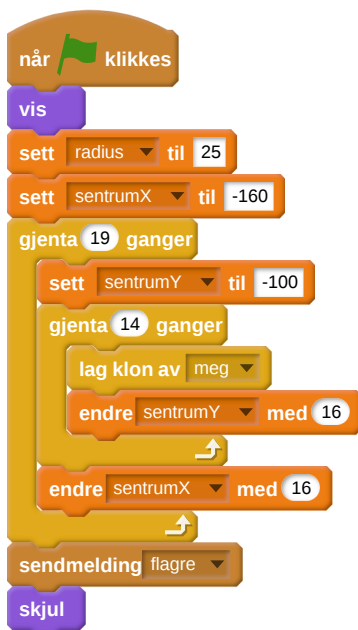 når klikkes
vis
sett radius til 25
sett sentrumX til -160
gjenta 19 ganger
sett sentrumY til -100
gjenta 14 ganger
lag klon av meg
endre sentrumY med 16
endre sentrumX med 16
sendmelding flagre
skjul